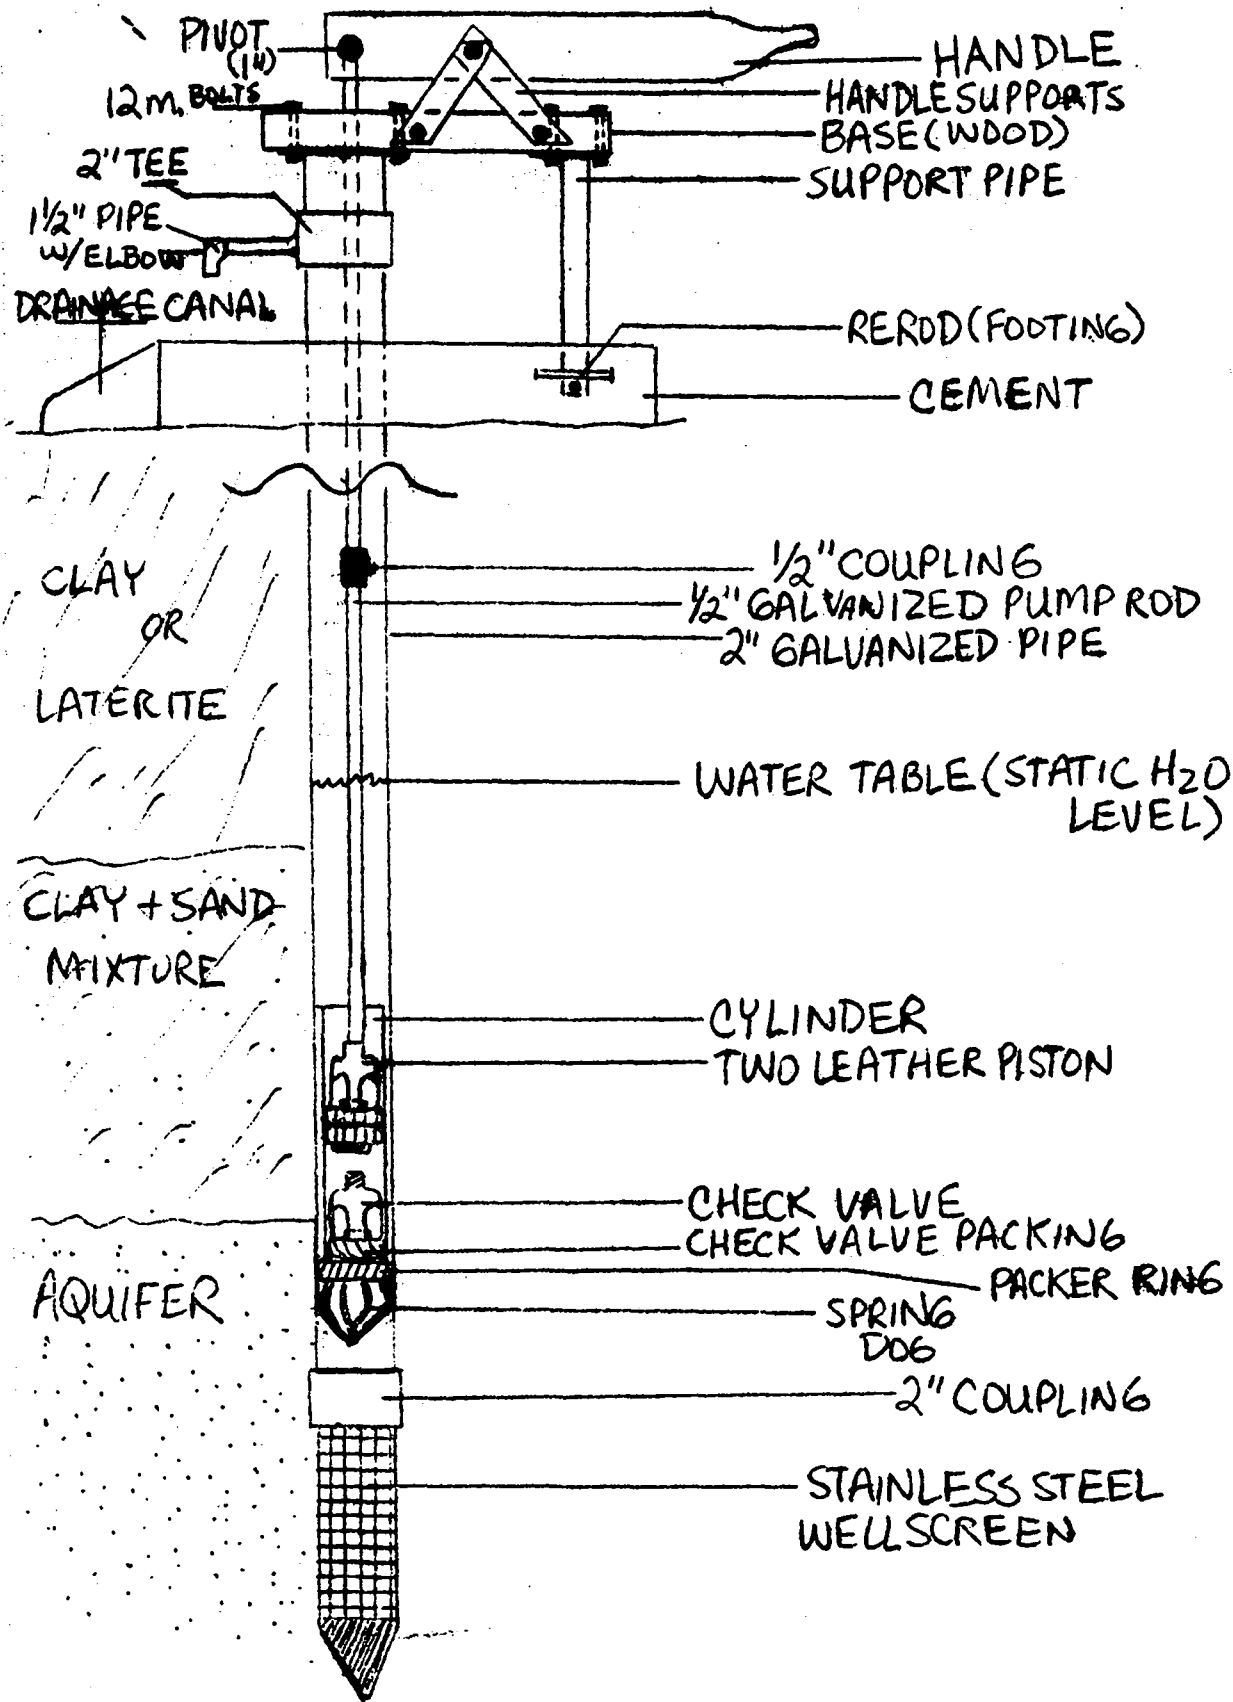 PIVOT
(1")
12m. BOLTS
2" TEE
1 1/2" PIPE
W/ELBOW
DRAINAGE CANAL
HANDLE
HANDLE SUPPORTS
BASE (WOOD)
SUPPORT PIPE
REROD (FOOTING)
CEMENT
CLAY
OR
LATERITE
1/2" COUPLING
1/2" GALVANIZED PUMP ROD
2" GALVANIZED PIPE
WATER TABLE (STATIC H2O
LEVEL)
CLAY + SAND
MIXTURE
CYLINDER
TWO LEATHER PISTON
CHECK VALVE
CHECK VALVE PACKING
PACKER RING
AQUIFER
SPRING
DOG
2" COUPLING
STAINLESS STEEL
WELLSCREEN